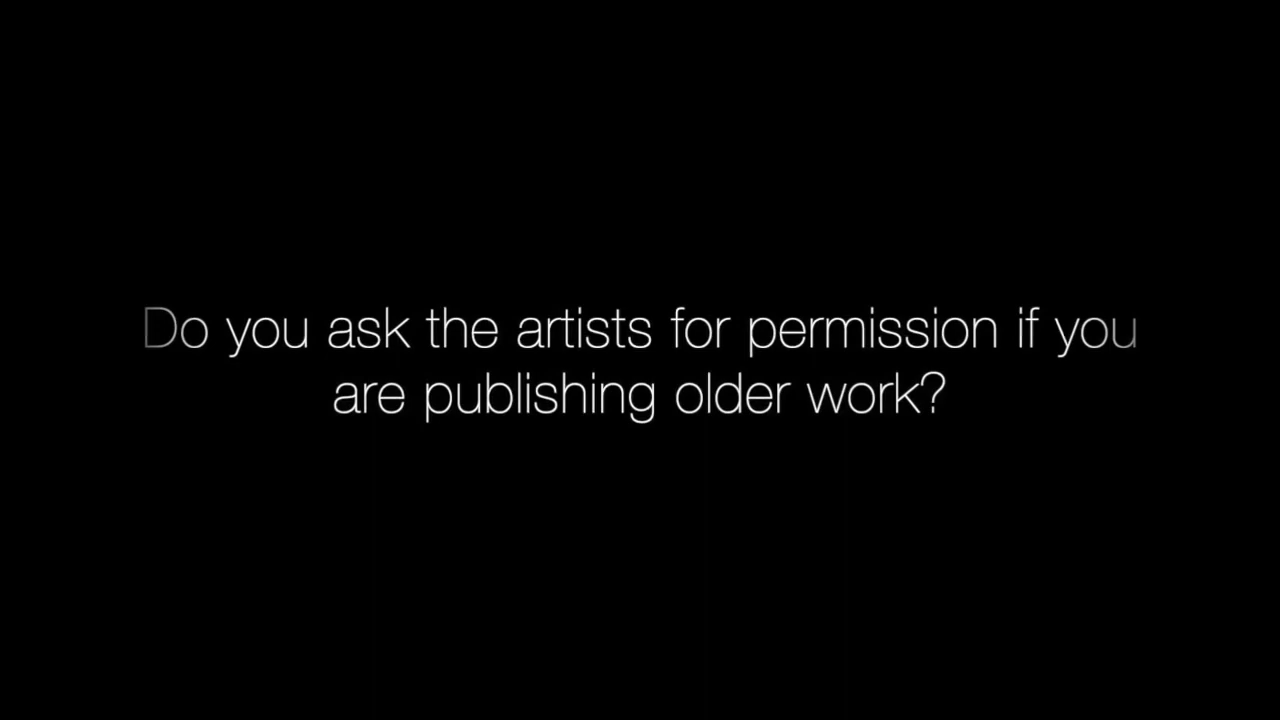 Do you ask the artists for permission if you
are publishing older work?